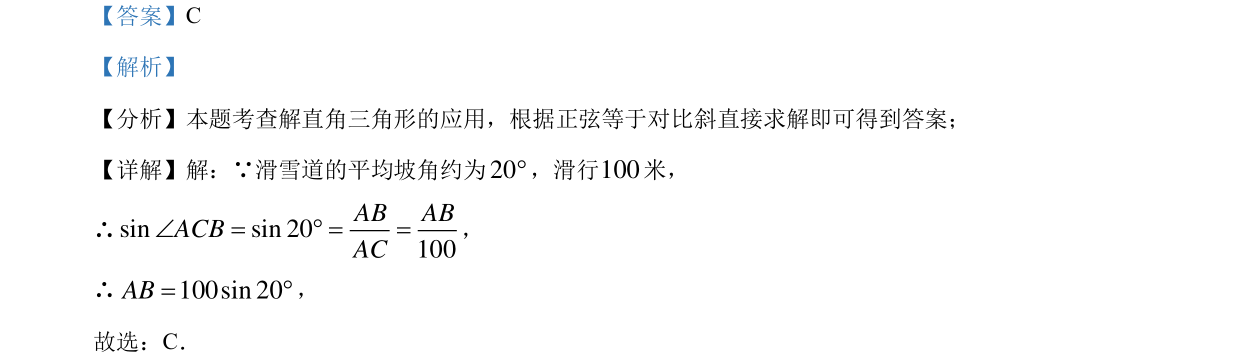 【答案】C
【解析】
【分析】本题考查解直角三角形的应用，根据正弦等于对比斜直接求解即可得到答案；
【详解】解：∵滑雪道的平均坡角约为20°，滑行100米，
∴sin∠ACB=sin20°=AB/AC=AB/100，
∴AB=100sin20°，
故选：C．